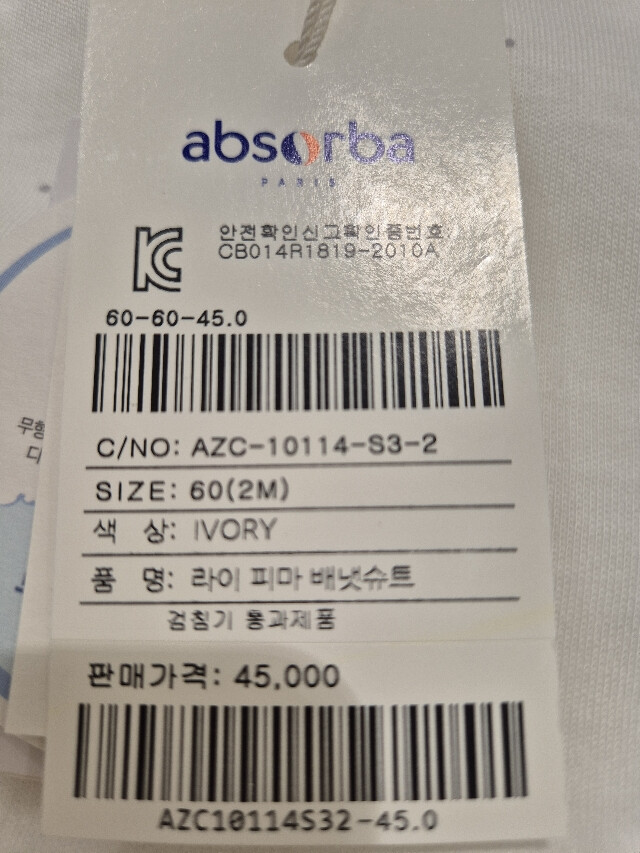 absorba
PARIS
안전확인신고확인증번호:
CB014R1819-2010A
60-60-45.0
C/NO: AZC-10114-S3-2
SIZE: 60(2M)
색 상: IVORY
품 명: 라이 피마 배냇슈트
검침기 통과제품
판매가격: 45,000
AZC10114S32-45.0